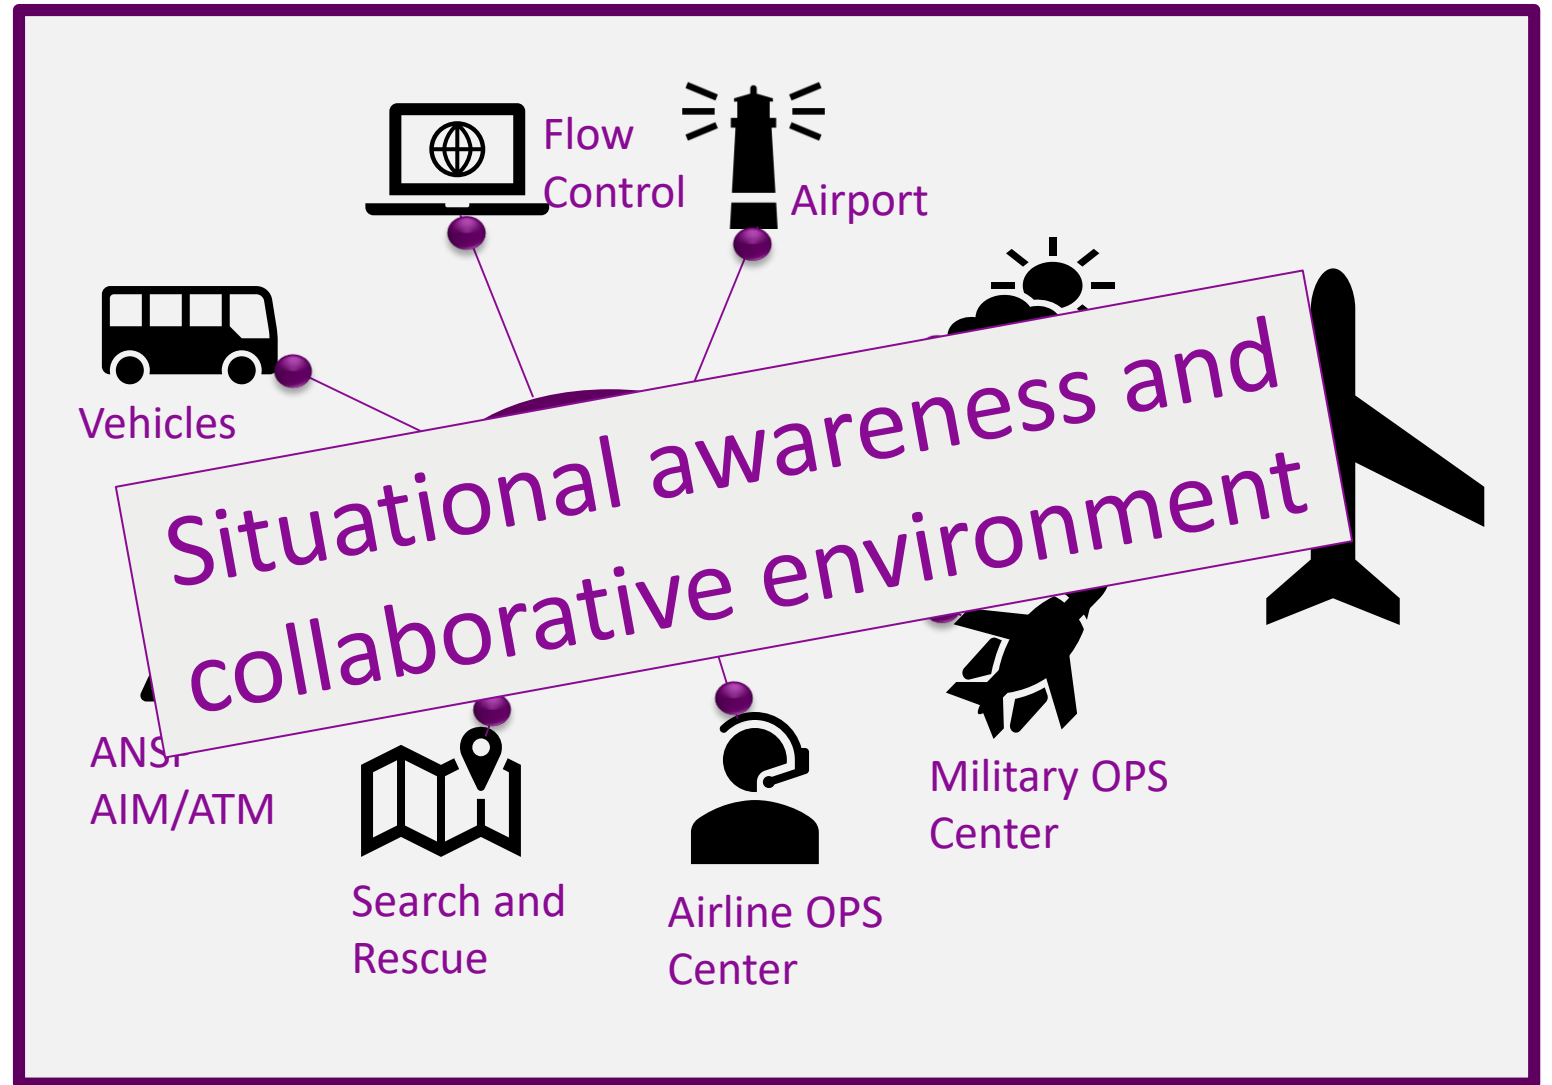 Flow
Control
Airport
Vehicles
Situational awareness and
collaborative environment
ANSP
AIM/ATM
Military OPS
Center
Search and
Rescue
Airline OPS
Center